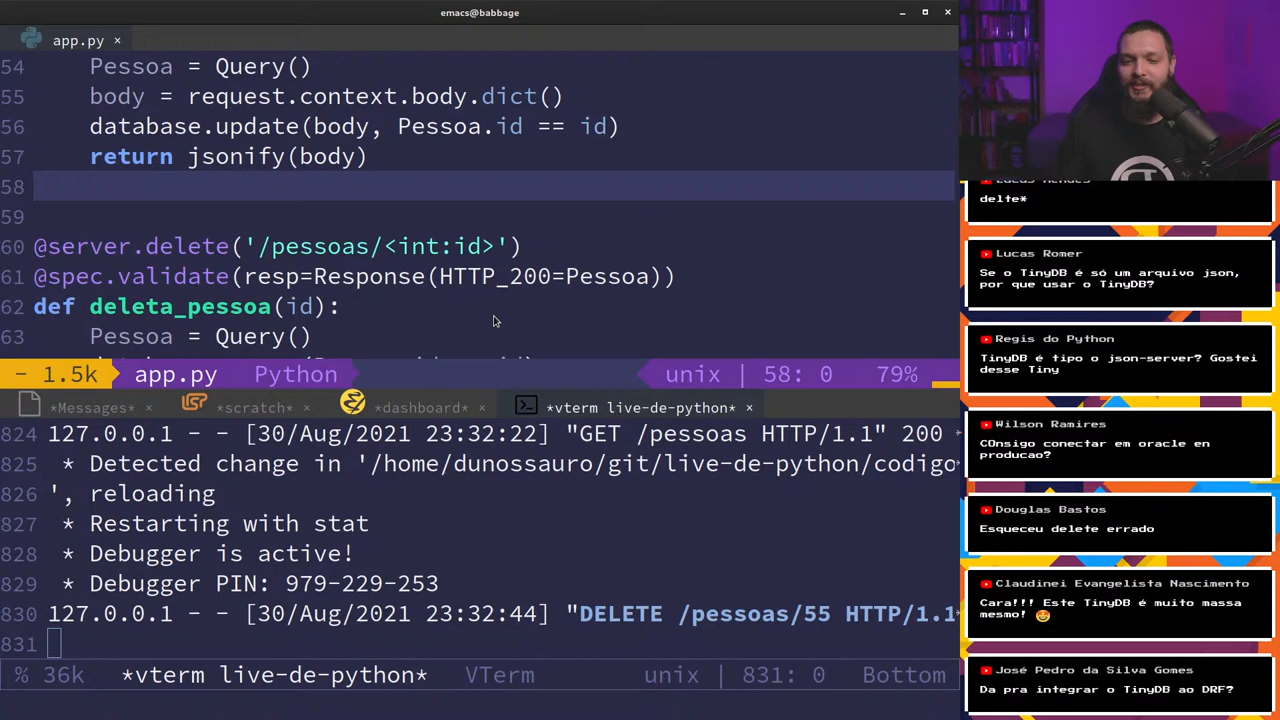 emacs@babbage
app.py ×
54 Pessoa = Query()
55 body = request.context.body.dict()
56 database.update(body, Pessoa.id == id)
57 return jsonify(body)
58
59
60 @server.delete('/pessoas/<int:id>')
61 @spec.validate(resp=Response(HTTP_200=Pessoa))
62 def deleta_pessoa(id):
63 Pessoa = Query()
- 1.5k app.py Python unix | 58: 0 79%
*Messages* × *scratch* × *dashboard* × *vterm live-de-python* ×
824 127.0.0.1 - - [30/Aug/2021 23:32:22] "GET /pessoas HTTP/1.1" 200
825 * Detected change in '/home/dunossauro/git/live-de-python/codigo
826 ', reloading
827 * Restarting with stat
828 * Debugger is active!
829 * Debugger PIN: 979-229-253
830 127.0.0.1 - - [30/Aug/2021 23:32:44] "DELETE /pessoas/55 HTTP/1.1
831
% 36k *vterm live-de-python* VTerm unix | 831: 0 Bottom
Lucas Mendes
delte*
Lucas Romer
Se o TinyDB é só um arquivo json,
por que usar o TinyDB?
Regis do Python
TinyDB é tipo o json-server? Gostei
desse Tiny
Wilson Ramires
COnsigo conectar em oracle en
producao?
Douglas Bastos
Esqueceu delete errado
Claudinei Evangelista Nascimento
Cara!!! Este TinyDB é muito massa
mesmo! 🤩
José Pedro da Silva Gomes
Da pra integrar o TinyDB ao DRF?